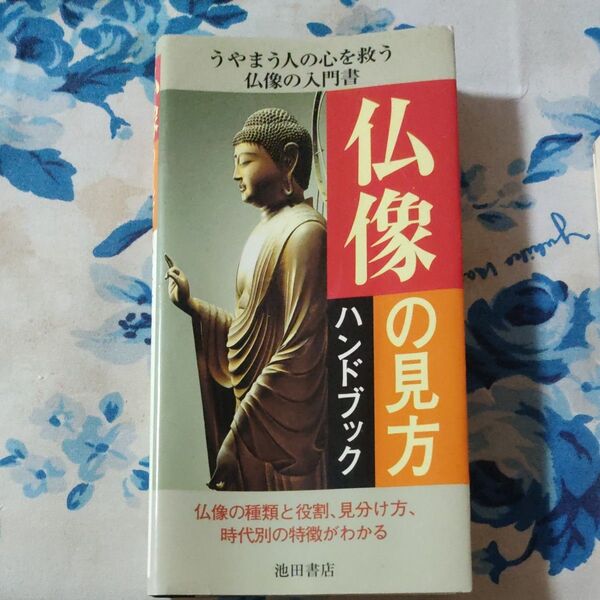 うやまう人の心を救う
仏像の入門書
仏像の見方
ハンドブック
仏像の種類と役割、見分け方、
時代別の特徴がわかる
池田書店